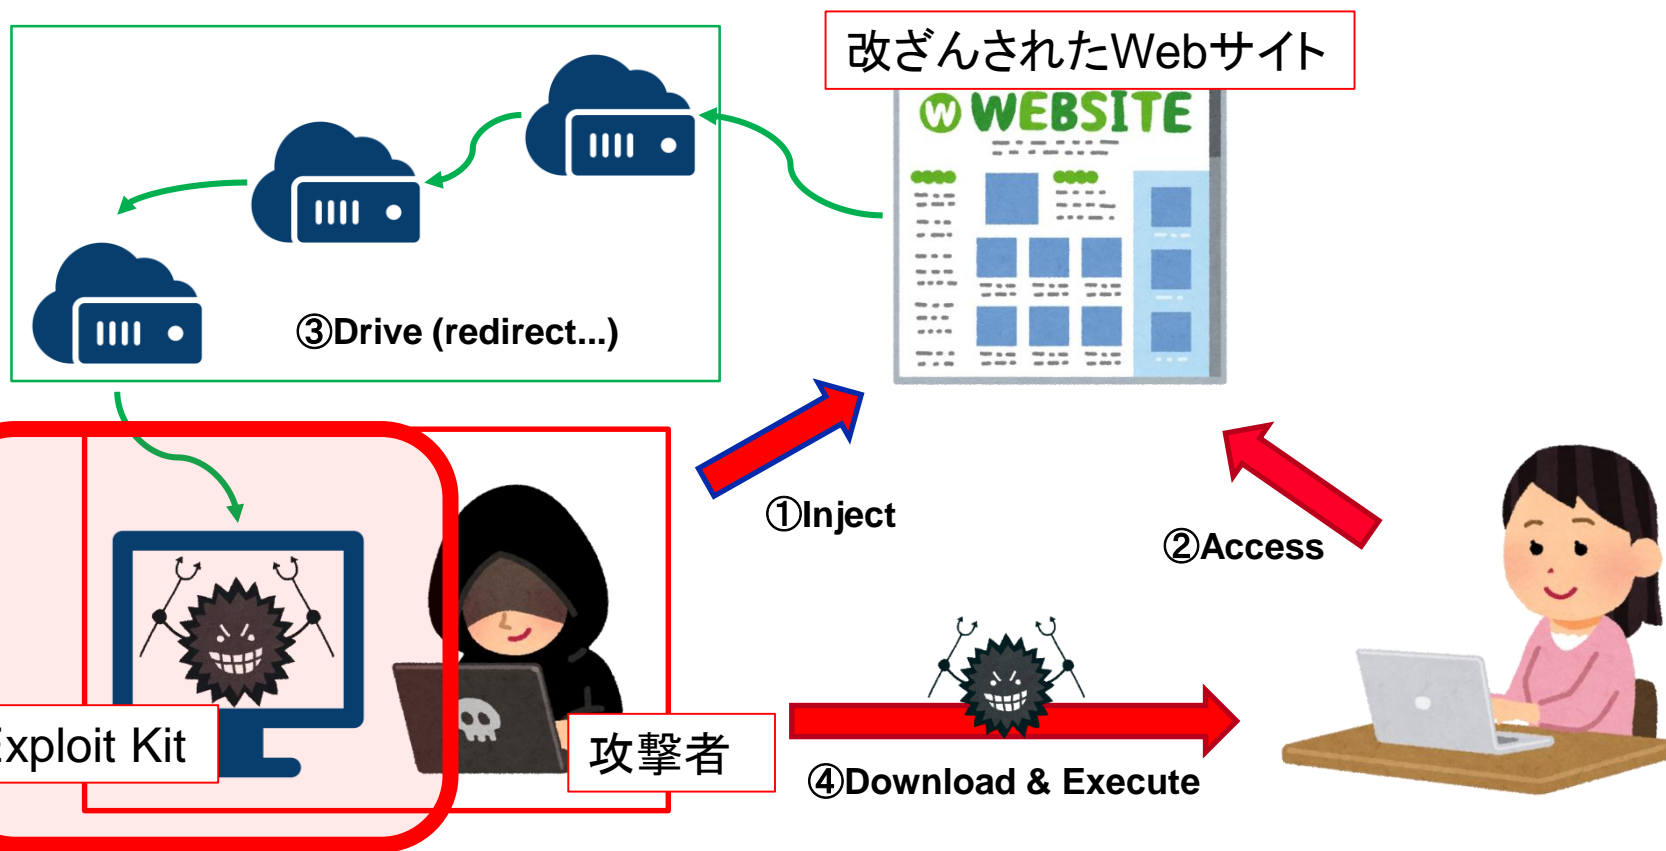 改ざんされたWebサイト
W WEBSITE
③Drive (redirect...)
①Inject
②Access
Exploit Kit
攻撃者
④Download & Execute